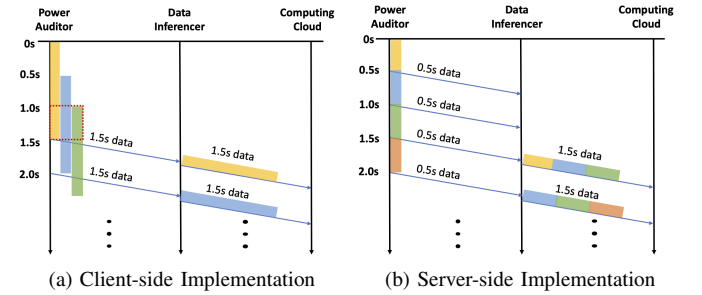 Power Auditor
Data Inferencer
Computing Cloud
0s
0.5s
1.0s
1.5s
2.0s
1.5s data
1.5s data
1.5s data
1.5s data
(a) Client-side Implementation
Power Auditor
Data Inferencer
Computing Cloud
0s
0.5s
1.0s
1.5s
2.0s
0.5s data
0.5s data
0.5s data
1.5s data
0.5s data
1.5s data
(b) Server-side Implementation